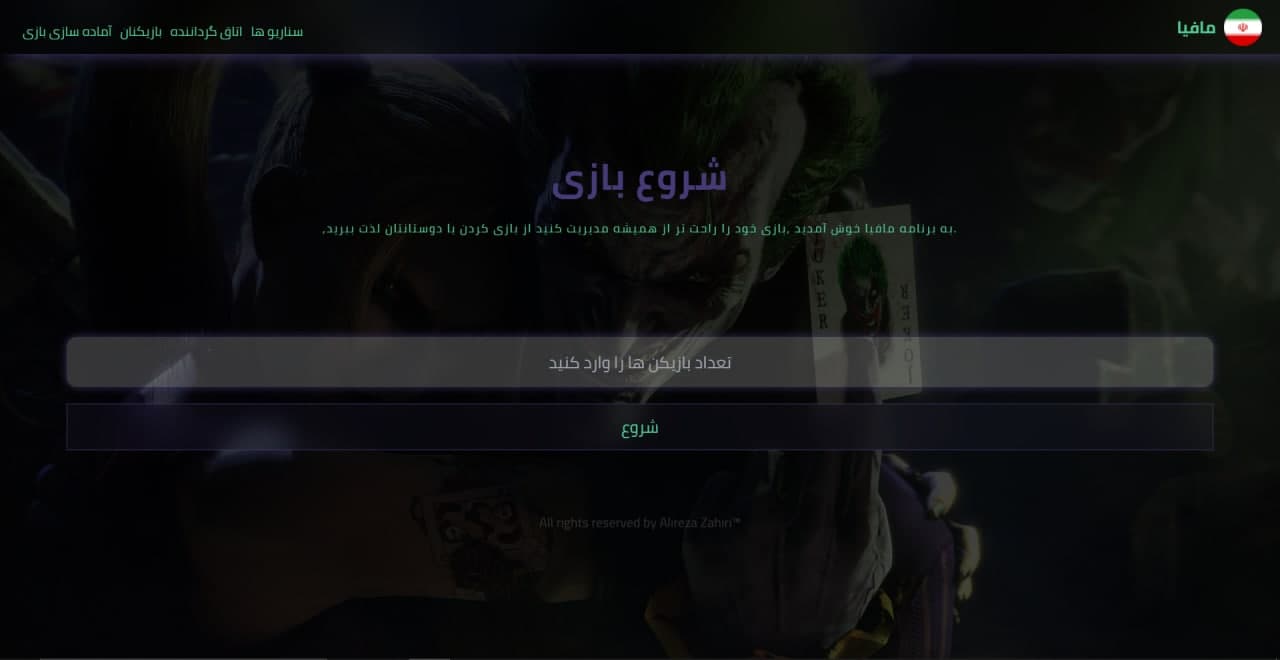 مافیا
سناریو ها اتاق گرداننده بازیکنان آماده سازی بازی
شروع بازی
به برنامه مافیا خوش آمدید ,بازی خود را راحت تر از همیشه مدیریت کنید از بازی کردن با دوستانتان لذت ببرید,.
JOKER
JOKER
تعداد بازیکن ها را وارد کنید
شروع
All rights reserved by Alireza Zahiri™